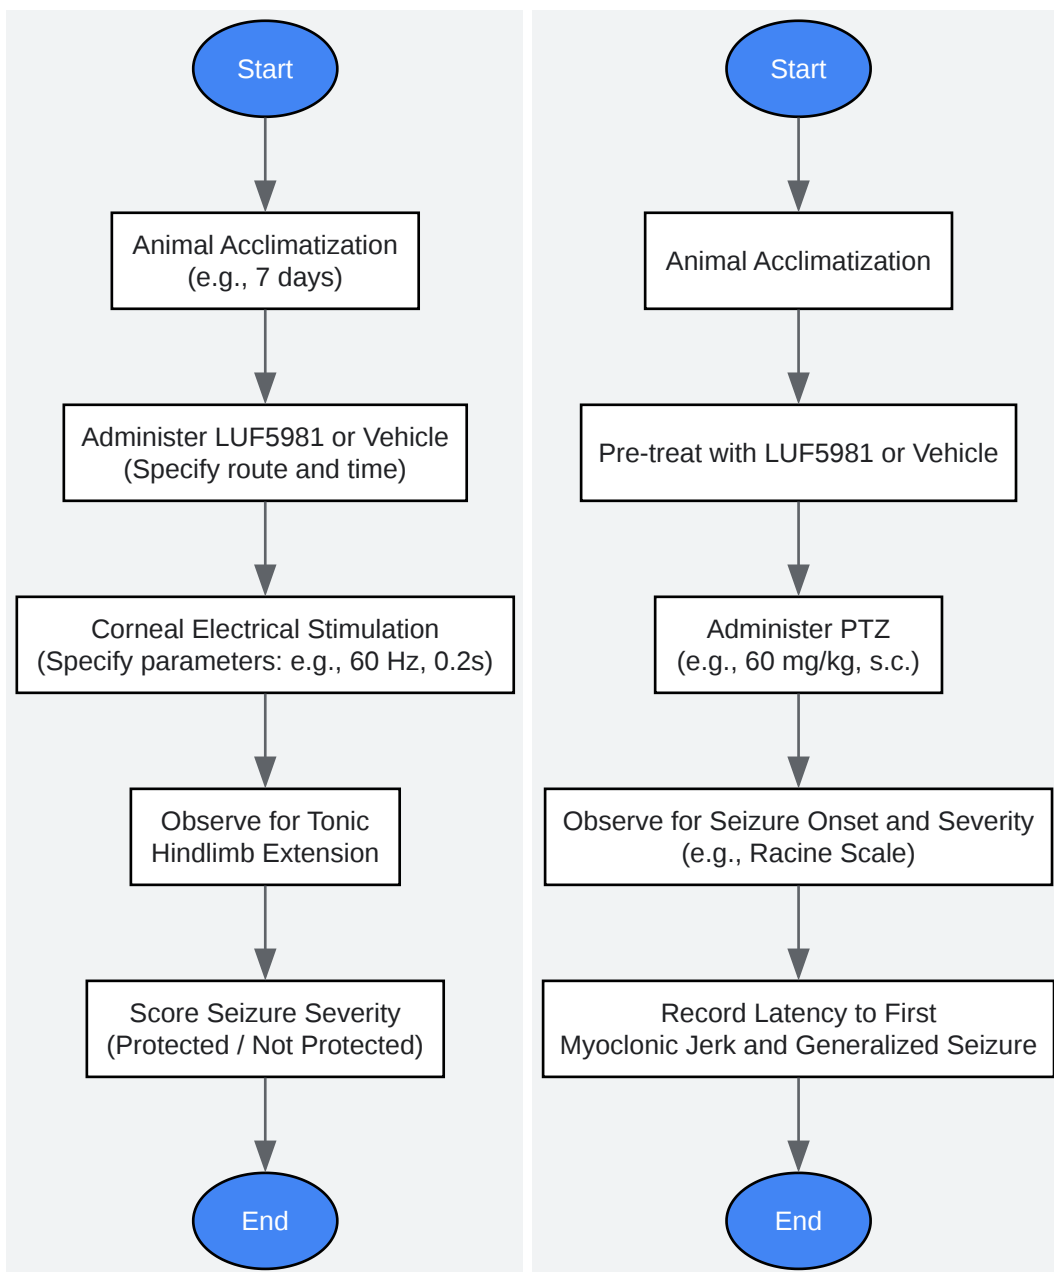 Start
Animal Acclimatization
(e.g., 7 days)
Administer LUF5981 or Vehicle
(Specify route and time)
Corneal Electrical Stimulation
(Specify parameters: e.g., 60 Hz, 0.2s)
Observe for Tonic
Hindlimb Extension
Score Seizure Severity
(Protected / Not Protected)
End
Start
Animal Acclimatization
Pre-treat with LUF5981 or Vehicle
Administer PTZ
(e.g., 60 mg/kg, s.c.)
Observe for Seizure Onset and Severity
(e.g., Racine Scale)
Record Latency to First
Myoclonic Jerk and Generalized Seizure
End